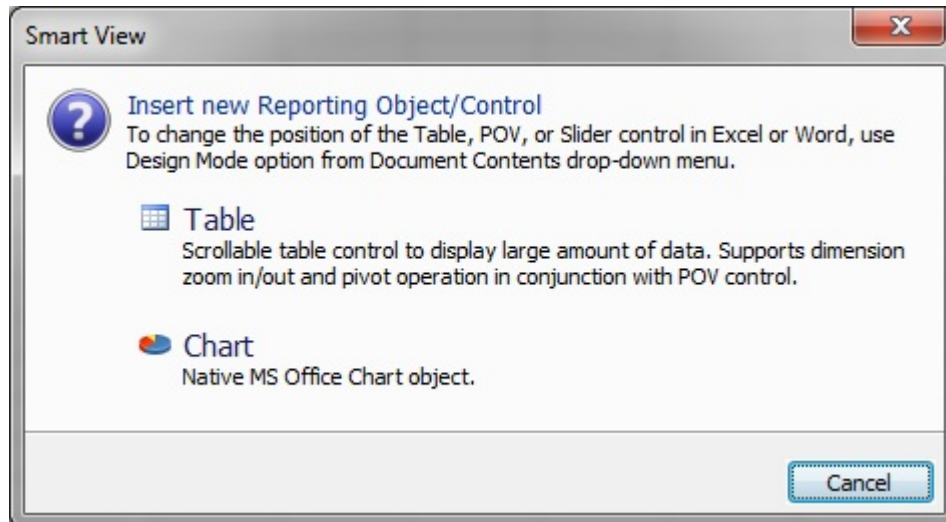 Smart View
Insert new Reporting Object/Control
To change the position of the Table, POV, or Slider control in Excel or Word, use
Design Mode option from Document Contents drop-down menu.
Table
Scrollable table control to display large amount of data. Supports dimension
zoom in/out and pivot operation in conjunction with POV control.
Chart
Native MS Office Chart object.
Cancel